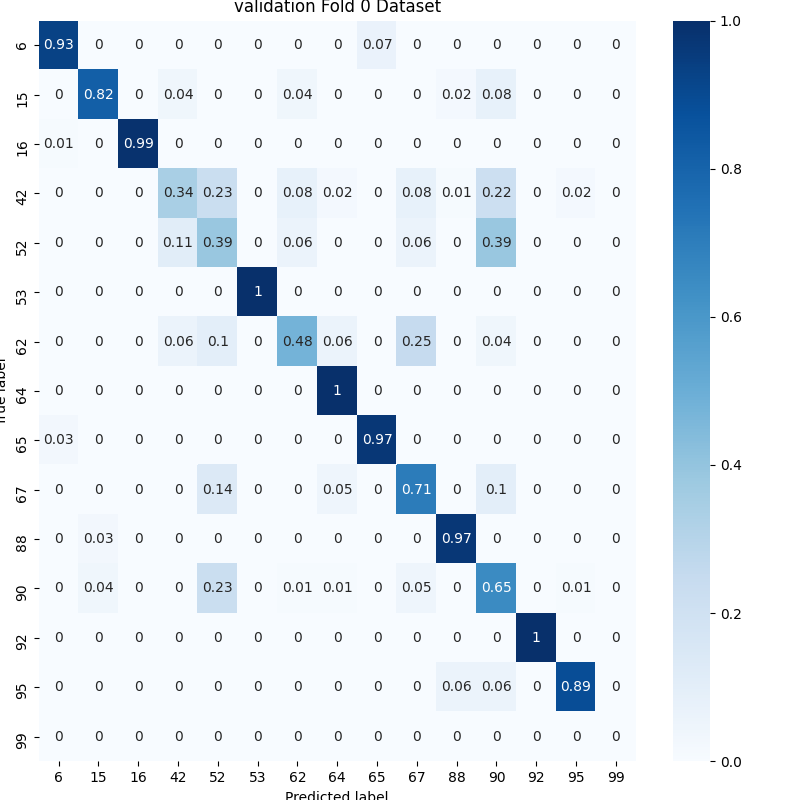 validation Fold 0 Dataset
6 0.93 0 0 0 0 0 0 0 0.07 0 0 0 0 0 0
15 0 0.82 0 0.04 0 0 0.04 0 0 0 0.02 0.08 0 0 0
16 0.01 0 0.99 0 0 0 0 0 0 0 0 0 0 0 0
42 0 0 0 0.34 0.23 0 0.08 0.02 0 0.08 0.01 0.22 0 0.02 0
52 0 0 0 0.11 0.39 0 0.06 0 0 0.06 0 0.39 0 0 0
53 0 0 0 0 0 1 0 0 0 0 0 0 0 0 0
62 0 0 0 0.06 0.1 0 0.48 0.06 0 0.25 0 0.04 0 0 0
64 0 0 0 0 0 0 0 1 0 0 0 0 0 0 0
65 0.03 0 0 0 0 0 0 0 0.97 0 0 0 0 0 0
67 0 0 0 0 0.14 0 0 0.05 0 0.71 0 0.1 0 0 0
88 0 0.03 0 0 0 0 0 0 0 0 0.97 0 0 0 0
90 0 0.04 0 0 0.23 0 0.01 0.01 0 0.05 0 0.65 0 0.01 0
92 0 0 0 0 0 0 0 0 0 0 0 0 1 0 0
95 0 0 0 0 0 0 0 0 0 0 0.06 0.06 0 0.89 0
99 0 0 0 0 0 0 0 0 0 0 0 0 0 0 0
6 15 16 42 52 53 62 64 65 67 88 90 92 95 99
Predicted label
True label
1.0
0.8
0.6
0.4
0.2
0.0